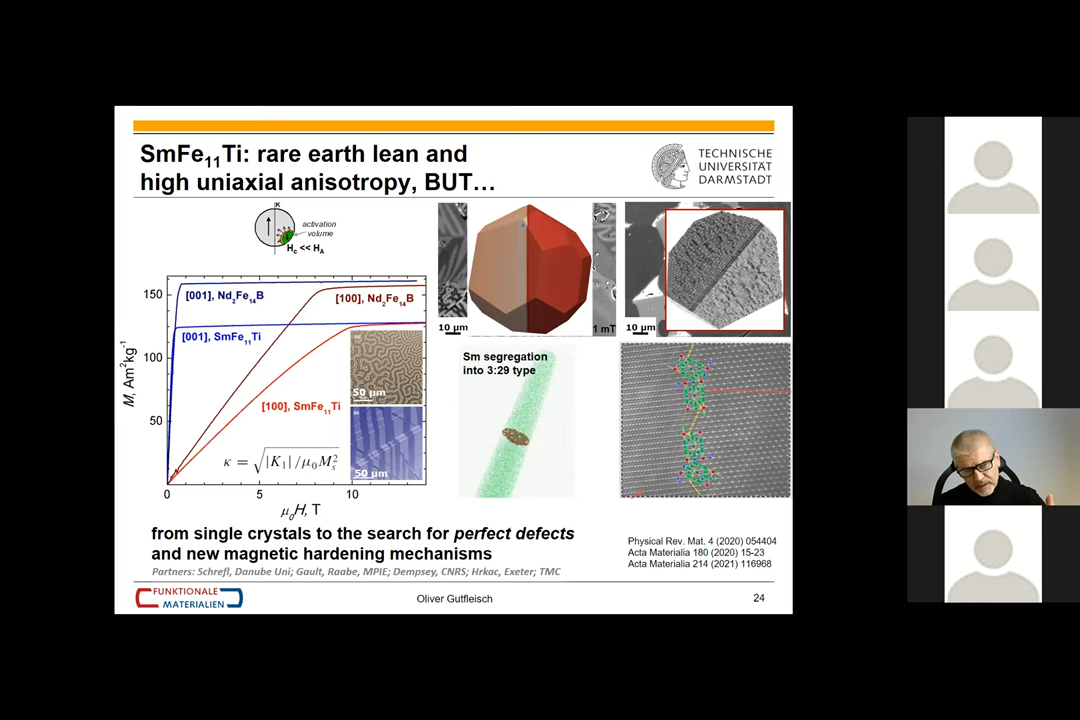 SmFe11Ti: rare earth lean and
high uniaxial anisotropy, BUT…
TECHNISCHE
UNIVERSITÄT
DARMSTADT
K
activation
volume
Hc << HA
150
100
50
M, Am2kg-1
[001], Nd2Fe14B
[100], Nd2Fe14B
[001], SmFe11Ti
[100], SmFe11Ti
50 µm
50 µm
κ = √|K1|/μ0Ms2
0
5
10
μ0H, T
10 µm
1 mT
10 µm
Sm segregation
into 3:29 type
from single crystals to the search for perfect defects
and new magnetic hardening mechanisms
Partners: Schrefl, Danube Uni; Gault, Raabe, MPIE; Dempsey, CNRS; Hrkac, Exeter; TMC
Physical Rev. Mat. 4 (2020) 054404
Acta Materialia 180 (2020) 15-23
Acta Materialia 214 (2021) 116968
FUNKTIONALE
MATERIALIEN
Oliver Gutfleisch
24